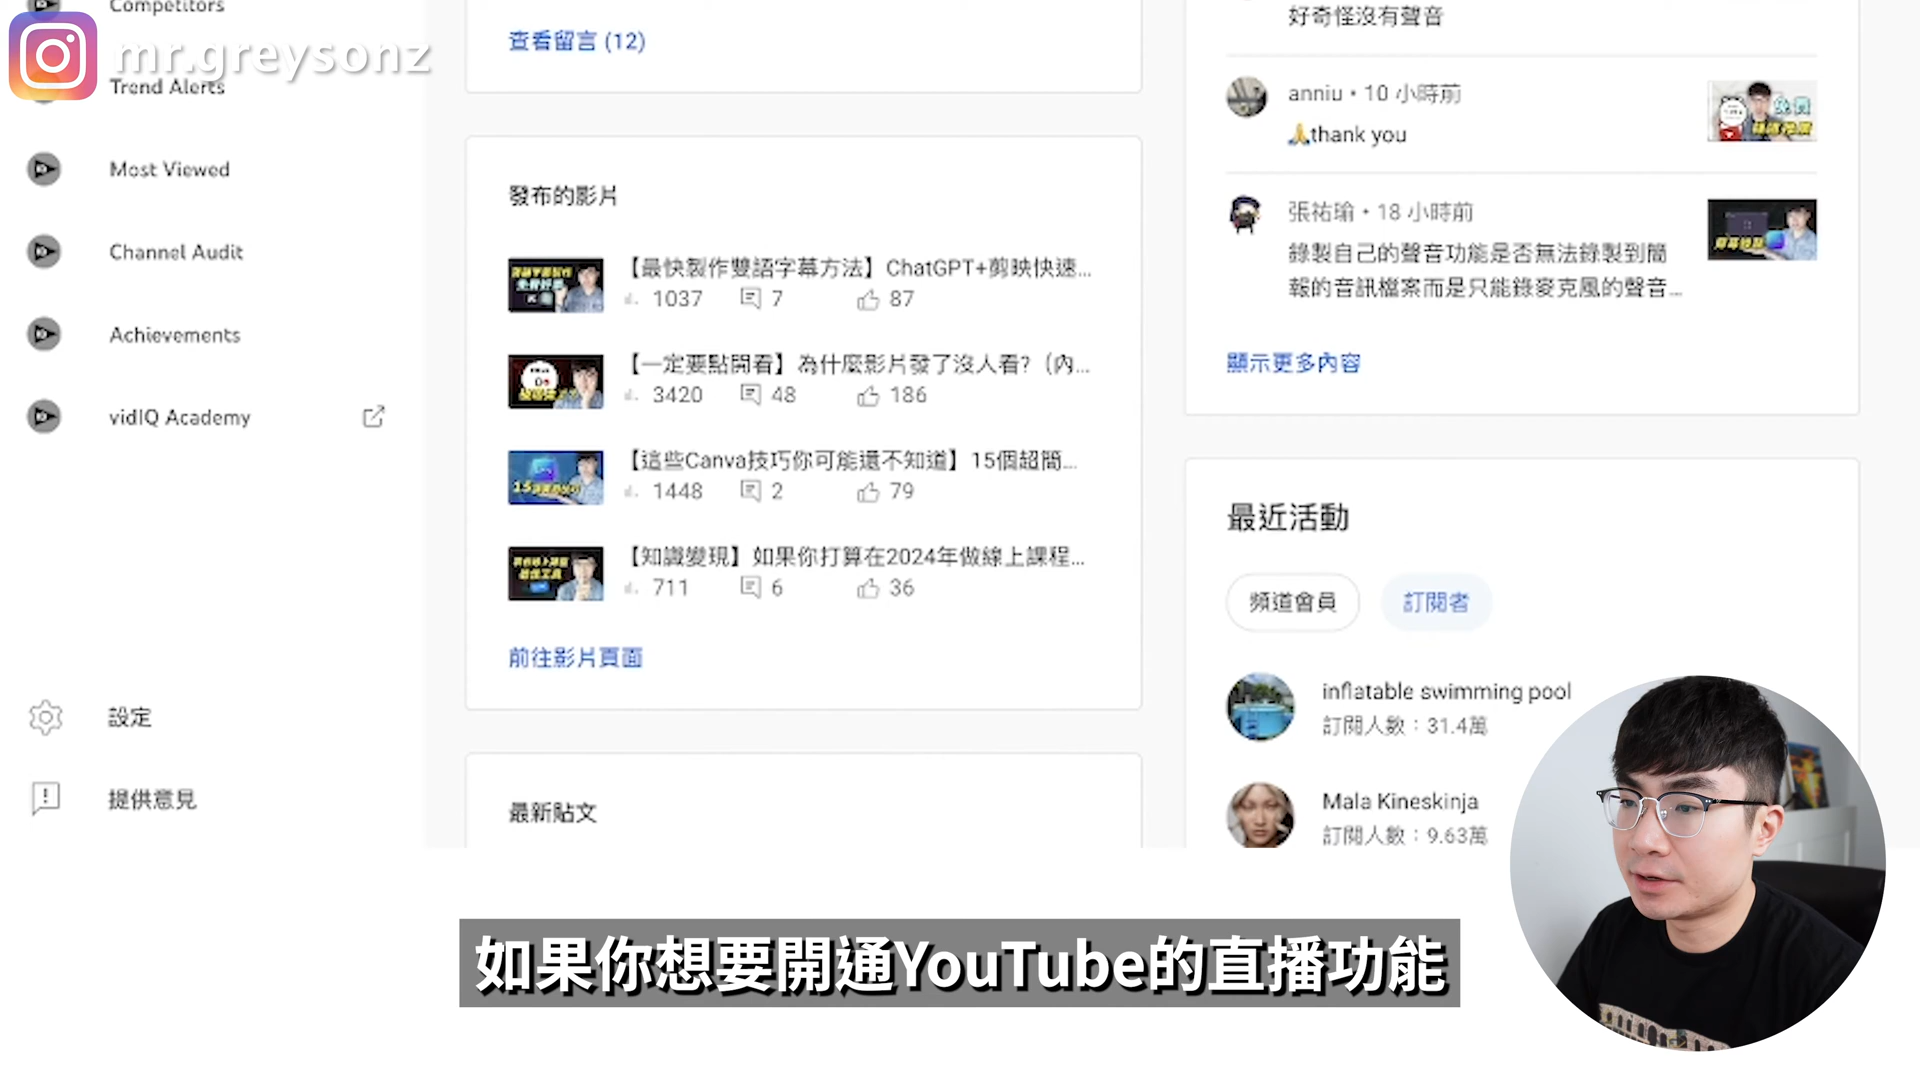 Competitors
mr.greysonz
Trend Alerts
Most Viewed
Channel Audit
Achievements
vidIQ Academy
設定
提供意見
查看留言 (12)
發布的影片
【最快製作雙語字幕方法】ChatGPT+剪映快速...
1037 7 87
【一定要點開看】為什麼影片發了沒人看?（內...
3420 48 186
【這些Canva技巧你可能還不知道】15個超簡...
1448 2 79
【知識變現】如果你打算在2024年做線上課程...
711 6 36
前往影片頁面
最新貼文
好奇怪沒有聲音
anniu • 10 小時前
🙏thank you
張祐瑜 • 18 小時前
錄製自己的聲音功能是否無法錄製到簡
報的音訊檔案而是只能錄麥克風的聲音...
顯示更多內容
最近活動
頻道會員
訂閱者
inflatable swimming pool
訂閱人數：31.4萬
Mala Kineskinja
訂閱人數：9.63萬
如果你想要開通YouTube的直播功能